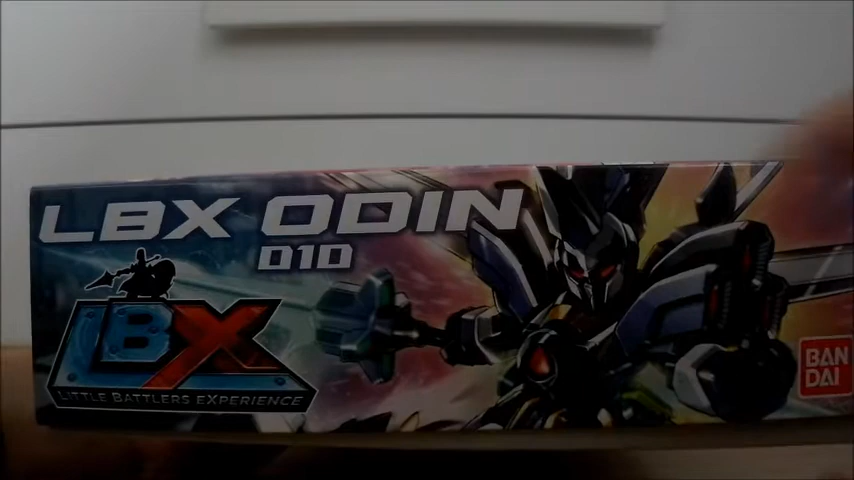 LBX ODIN
010
LBX
LITTLE BATTLERS EXPERIENCE
BAN
DAI